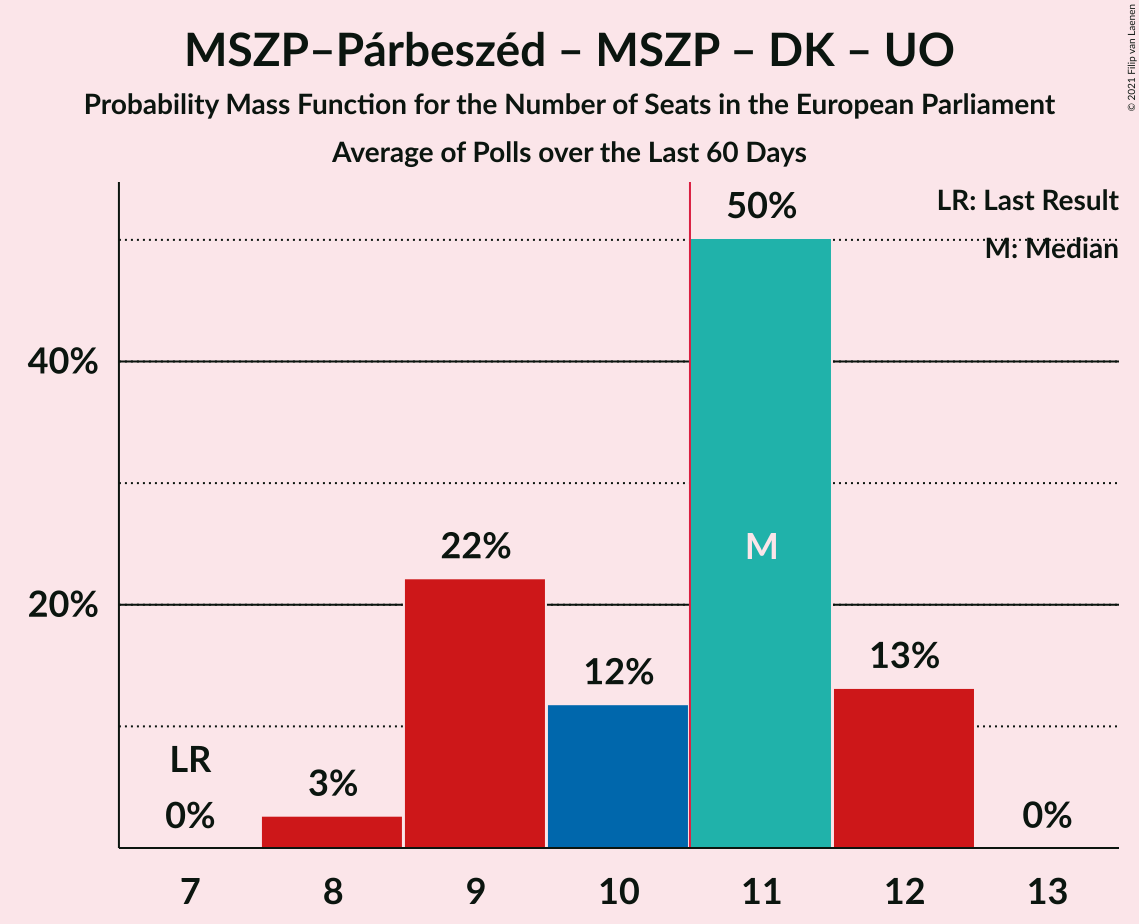 MSZP–Párbeszéd – MSZP – DK – UO
Probability Mass Function for the Number of Seats in the European Parliament
Average of Polls over the Last 60 Days
© 2021 Filip van Laenen
LR: Last Result
M: Median
50%
40%
22%
M
20%
13%
12%
LR
3%
0%
0%
7 8 9 10 11 12 13